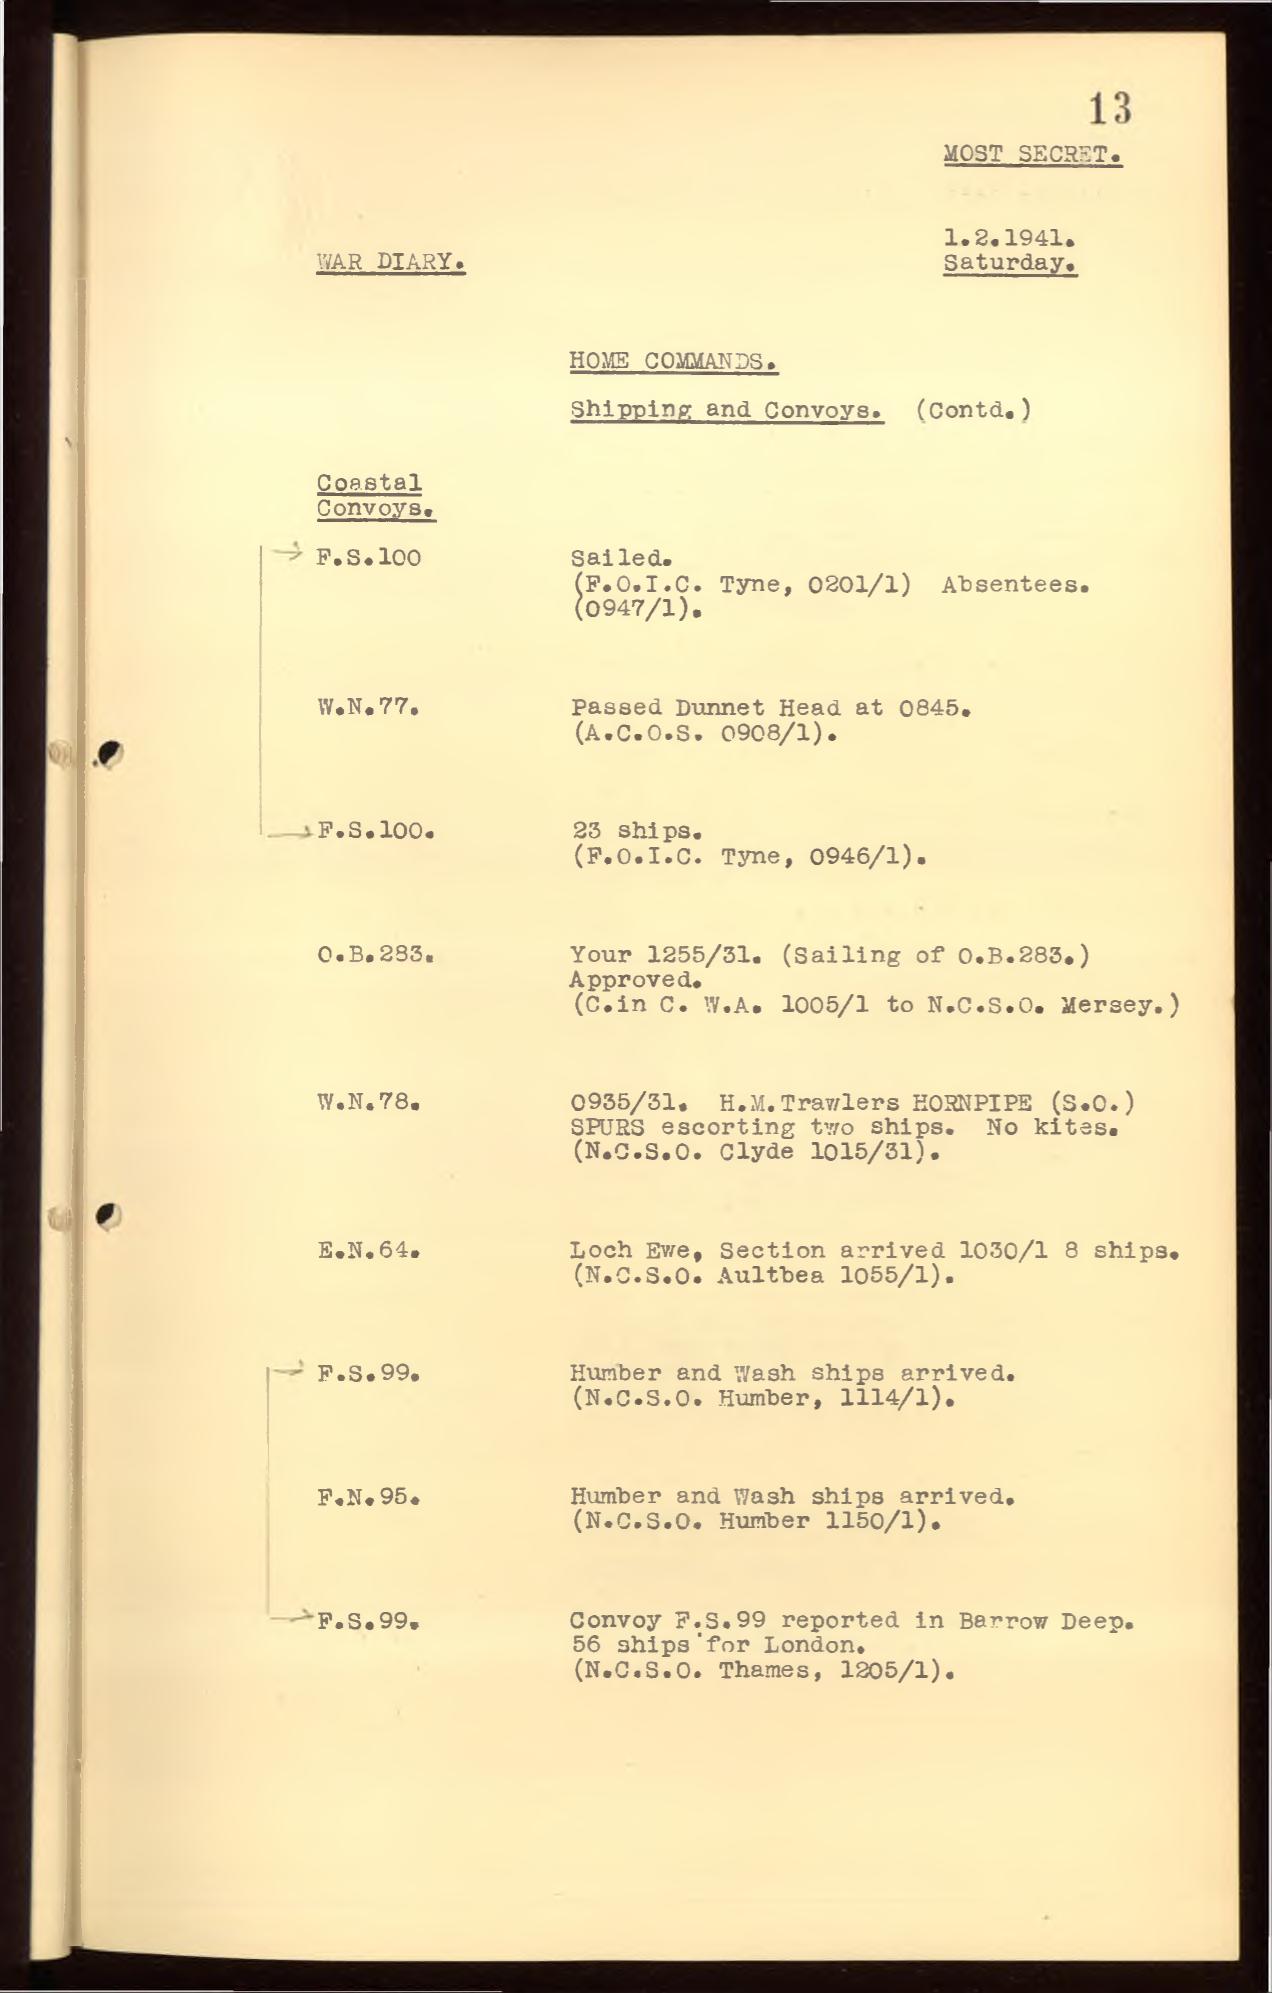 13
MOST SECRET.
1.2.1941.
WAR DIARY. Saturday.
HOME COMMANDS.
Shipping and Convoys. (Contd.)
Coastal
Convoys.
F.S.100 Sailed.
(F.O.I.C. Tyne, 0201/1) Absentees.
(0947/1).
W.N.77. Passed Dunnet Head at 0845.
(A.C.O.S. 0908/1).
F.S.100. 23 ships.
(F.O.I.C. Tyne, 0946/1).
O.B.283. Your 1255/31. (Sailing of O.B.283.)
Approved.
(C.in C. W.A. 1005/1 to N.C.S.O. Mersey.)
W.N.78. 0935/31. H.M.Trawlers HORNPIPE (S.O.)
SPURS escorting two ships. No kites.
(N.C.S.O. Clyde 1015/31).
E.N.64. Loch Ewe, Section arrived 1030/1 8 ships.
(N.C.S.O. Aultbea 1055/1).
F.S.99. Humber and Wash ships arrived.
(N.C.S.O. Humber, 1114/1).
F.N.95. Humber and Wash ships arrived.
(N.C.S.O. Humber 1150/1).
F.S.99. Convoy F.S.99 reported in Barrow Deep.
56 ships for London.
(N.C.S.O. Thames, 1205/1).